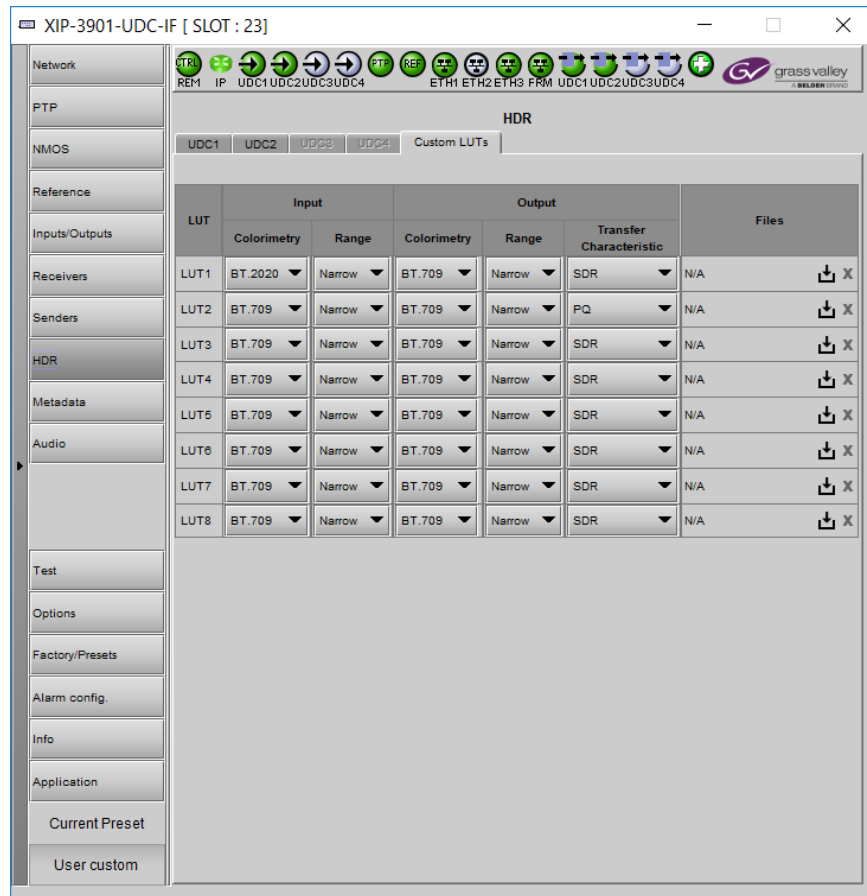 XIP-3901-UDC-IF [ SLOT : 23]
Network
PTP
NMOS
Reference
Inputs/Outputs
Receivers
Senders
HDR
Metadata
Audio
Test
Options
Factory/Presets
Alarm config.
Info
Application
Current Preset
User custom
CTRL PTP REF
REM IP UDC1 UDC2 UDC3 UDC4 ETH1 ETH2 ETH3 FRM UDC1 UDC2 UDC3 UDC4
GV grassvalley
A BELDEN BRAND
HDR
UDC1 UDC2 UDC3 UDC4 Custom LUTs
LUT Input Output Files
Colorimetry Range Colorimetry Range Transfer Characteristic
LUT1 BT.2020 Narrow BT.709 Narrow SDR N/A X
LUT2 BT.709 Narrow BT.709 Narrow PQ N/A X
LUT3 BT.709 Narrow BT.709 Narrow SDR N/A X
LUT4 BT.709 Narrow BT.709 Narrow SDR N/A X
LUT5 BT.709 Narrow BT.709 Narrow SDR N/A X
LUT6 BT.709 Narrow BT.709 Narrow SDR N/A X
LUT7 BT.709 Narrow BT.709 Narrow SDR N/A X
LUT8 BT.709 Narrow BT.709 Narrow SDR N/A X